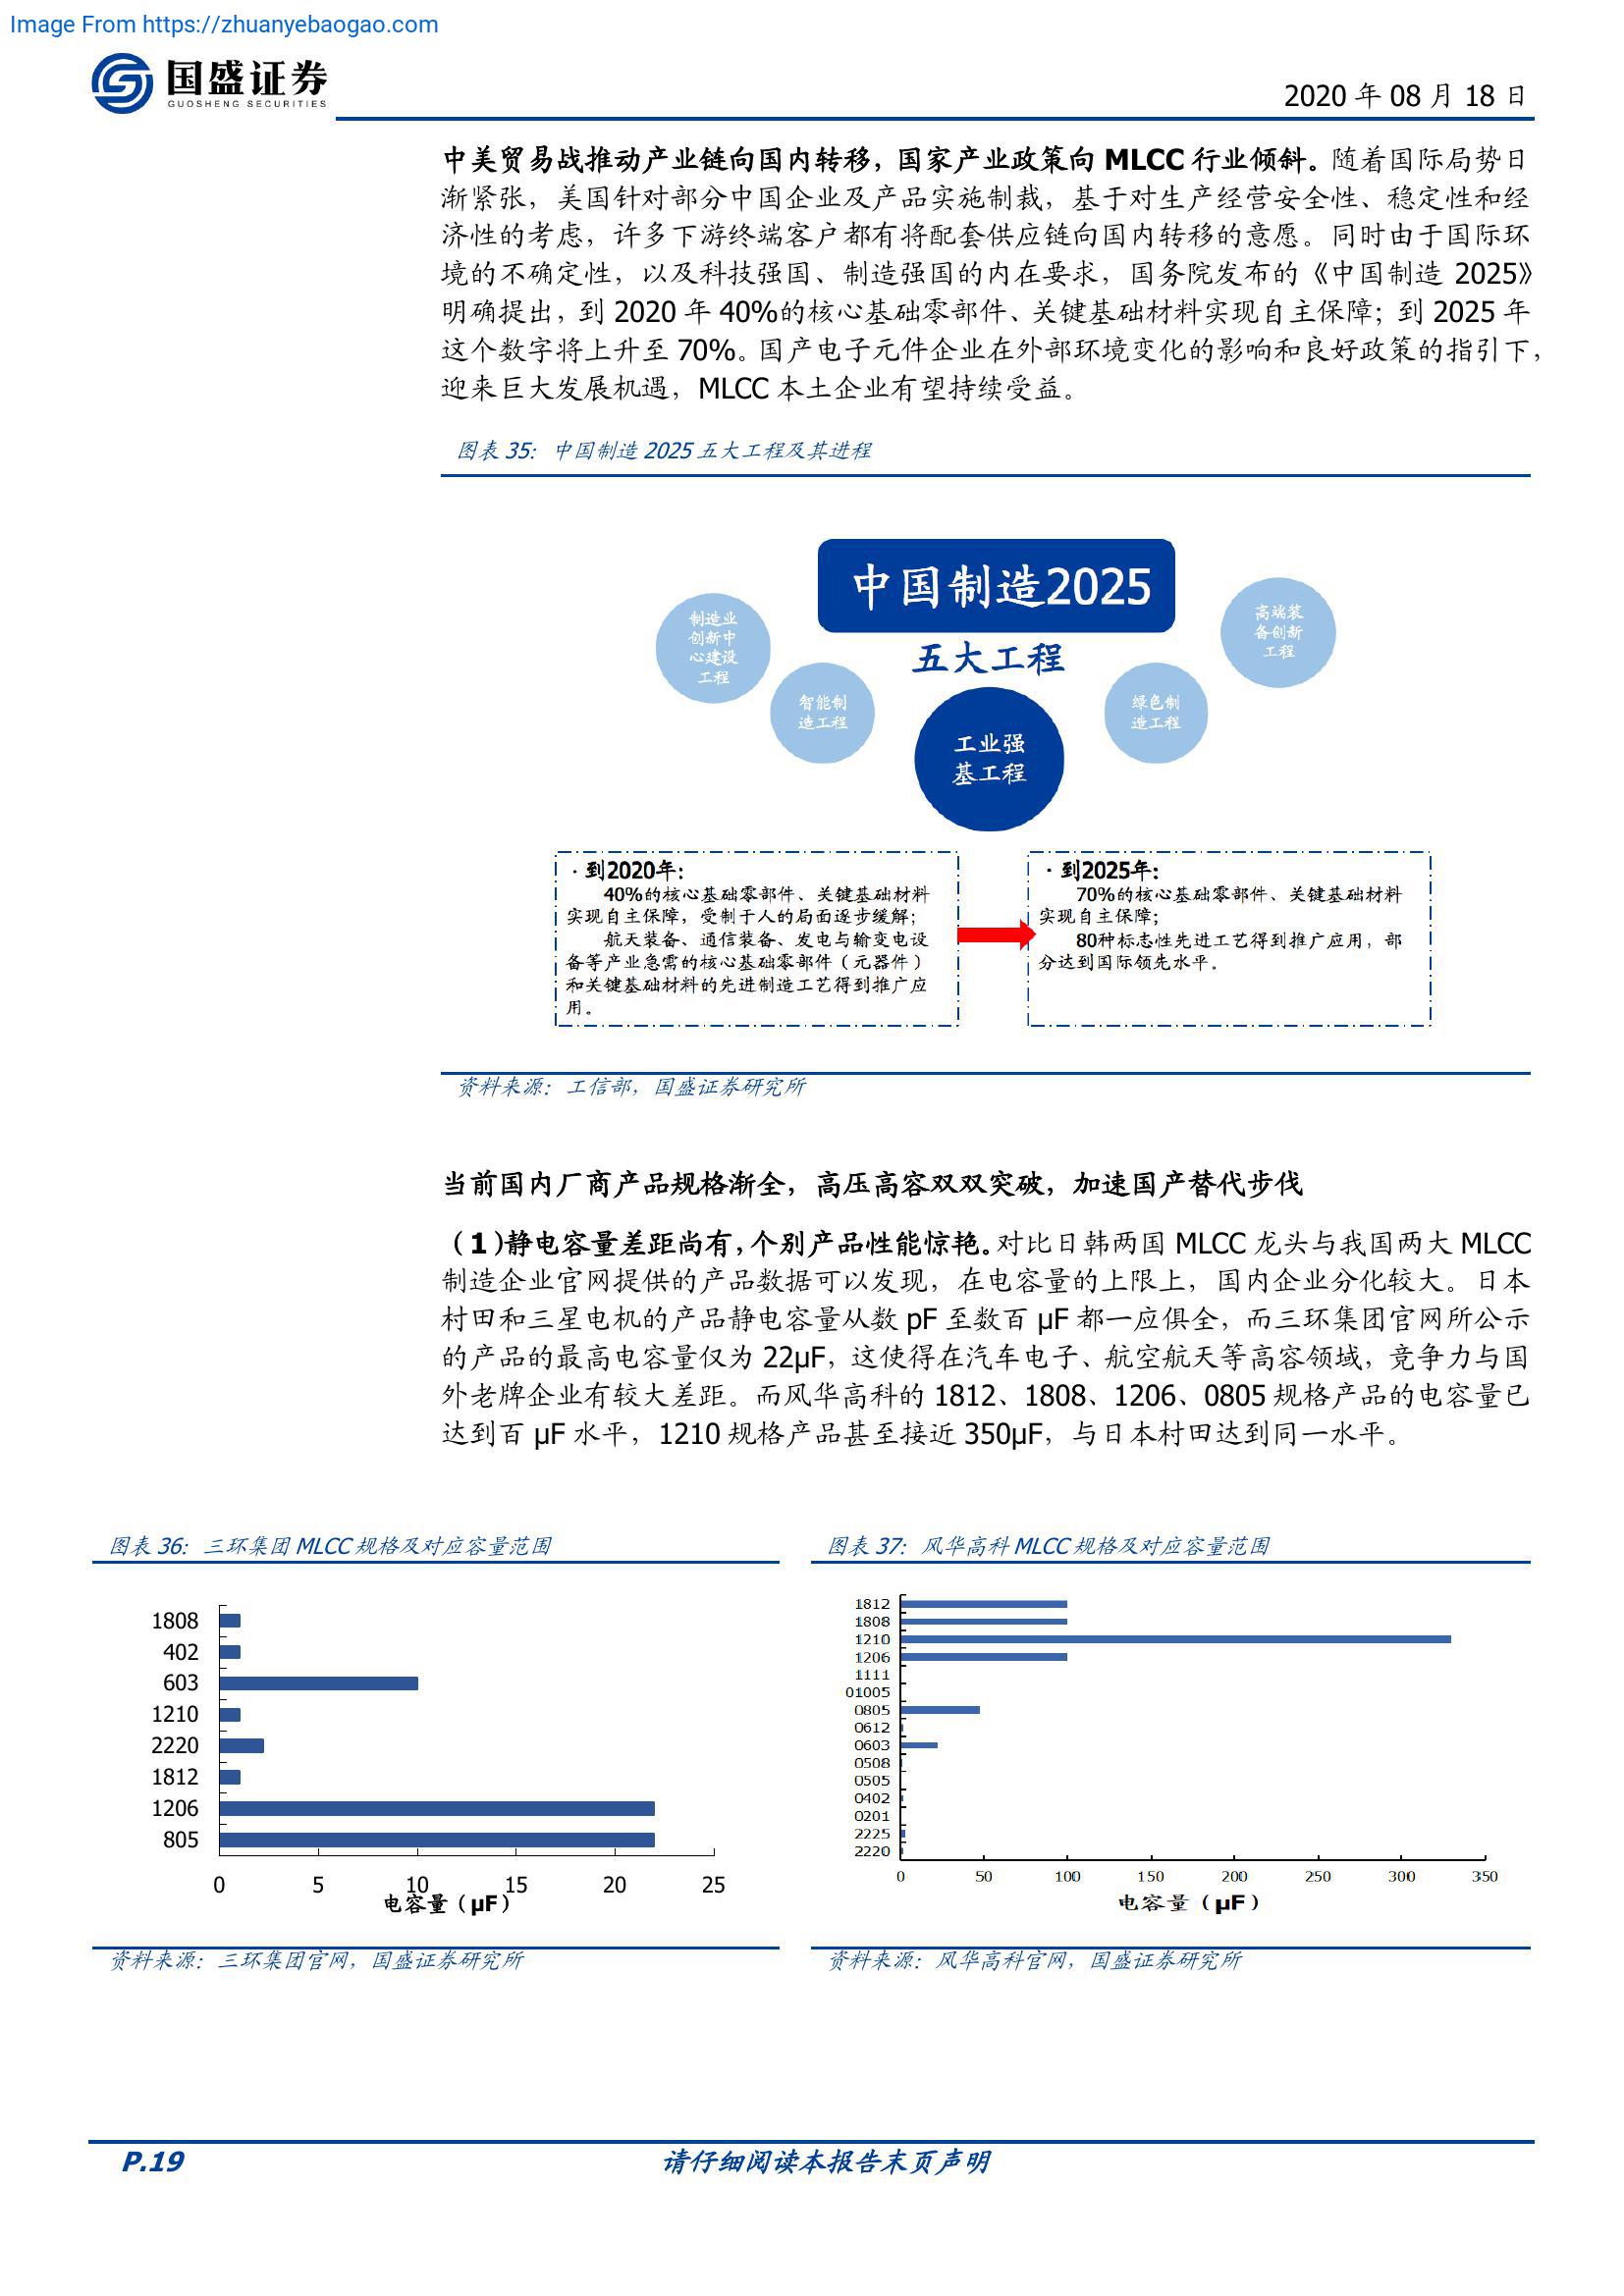 Image From https://zhuanyebaogao.com
国盛证券
GUOSHENG SECURITIES
2020 年 08 月 18 日
中美贸易战推动产业链向国内转移，国家产业政策向 MLCC 行业倾斜。随着国际局势日
渐紧张，美国针对部分中国企业及产品实施制裁，基于对生产经营安全性、稳定性和经
济性的考虑，许多下游终端客户都有将配套供应链向国内转移的意愿。同时由于国际环
境的不确定性，以及科技强国、制造强国的内在要求，国务院发布的《中国制造 2025》
明确提出，到 2020 年 40%的核心基础零部件、关键基础材料实现自主保障；到 2025 年
这个数字将上升至 70%。国产电子元件企业在外部环境变化的影响和良好政策的指引下，
迎来巨大发展机遇，MLCC 本土企业有望持续受益。
图表 35： 中国制造 2025 五大工程及其进程
中国制造2025
五大工程
制造业
创新中
心建设
工程
智能制
造工程
工业强
基工程
绿色制
造工程
高端装
备创新
工程
· 到2020年：
40%的核心基础零部件、关键基础材料
实现自主保障，受制于人的局面逐步缓解；
航天装备、通信装备、发电与输变电设
备等产业急需的核心基础零部件（元器件）
和关键基础材料的先进制造工艺得到推广应
用。
· 到2025年：
70%的核心基础零部件、关键基础材料
实现自主保障；
80种标志性先进工艺得到推广应用，部
分达到国际领先水平。
资料来源：工信部，国盛证券研究所
当前国内厂商产品规格渐全，高压高容双双突破，加速国产替代步伐
（1）静电容量差距尚有，个别产品性能惊艳。对比日韩两国 MLCC 龙头与我国两大 MLCC
制造企业官网提供的产品数据可以发现，在电容量的上限上，国内企业分化较大。日本
村田和三星电机的产品静电容量从数 pF 至数百 μF 都一应俱全，而三环集团官网所公示
的产品的最高电容量仅为 22μF，这使得在汽车电子、航空航天等高容领域，竞争力与国
外老牌企业有较大差距。而风华高科的 1812、1808、1206、0805 规格产品的电容量已
达到百 μF 水平，1210 规格产品甚至接近 350μF，与日本村田达到同一水平。
图表 36： 三环集团 MLCC 规格及对应容量范围
1808
402
603
1210
2220
1812
1206
805
0 5 10 15 20 25
电容量（μF）
资料来源：三环集团官网，国盛证券研究所
图表 37： 风华高科 MLCC 规格及对应容量范围
1812
1808
1210
1206
1111
01005
0805
0612
0603
0508
0505
0402
0201
2225
2220
0 50 100 150 200 250 300 350
电容量（μF）
资料来源：风华高科官网，国盛证券研究所
P.19
请仔细阅读本报告末页声明